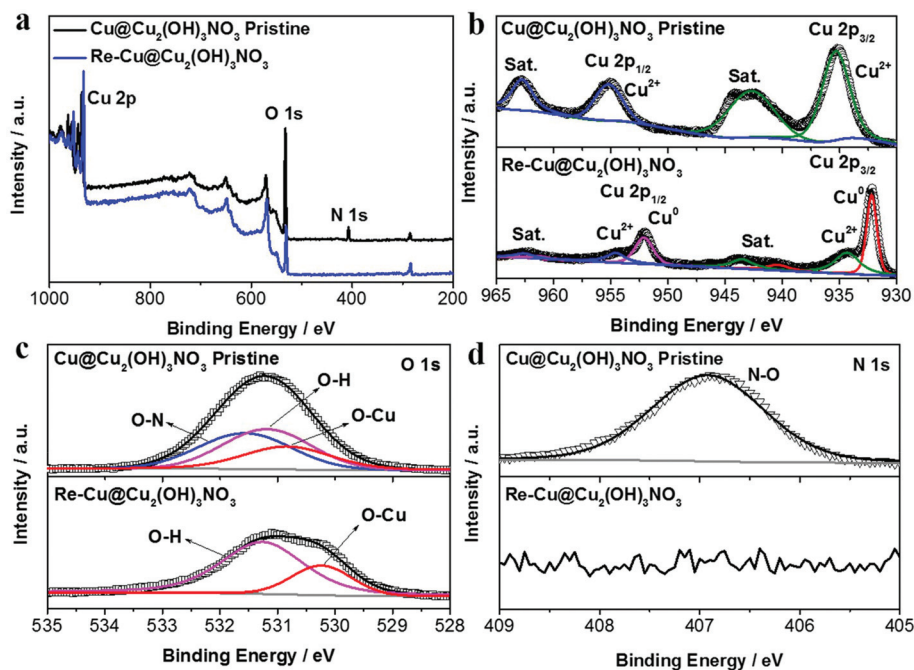 a
Cu@Cu₂(OH)₃NO₃ Pristine
Re-Cu@Cu₂(OH)₃NO₃
Cu 2p
O 1s
N 1s
Intensity / a.u.
1000 800 600 400 200
Binding Energy / eV
b
Cu@Cu₂(OH)₃NO₃ Pristine
Cu 2p₃/₂
Sat.
Cu 2p₁/₂
Cu²⁺
Sat.
Cu²⁺
Re-Cu@Cu₂(OH)₃NO₃
Cu 2p₃/₂
Cu 2p₁/₂
Cu⁰
Sat.
Cu²⁺
Cu⁰
Sat.
Cu²⁺
Intensity / a.u.
965 960 955 950 945 940 935 930
Binding Energy / eV
c
Cu@Cu₂(OH)₃NO₃ Pristine
O 1s
O-H
O-N
O-Cu
Re-Cu@Cu₂(OH)₃NO₃
O-Cu
O-H
Intensity / a.u.
535 534 533 532 531 530 529 528
Binding Energy / eV
d
Cu@Cu₂(OH)₃NO₃ Pristine
N 1s
N-O
Re-Cu@Cu₂(OH)₃NO₃
Intensity / a.u.
409 408 407 406 405
Binding Energy / eV